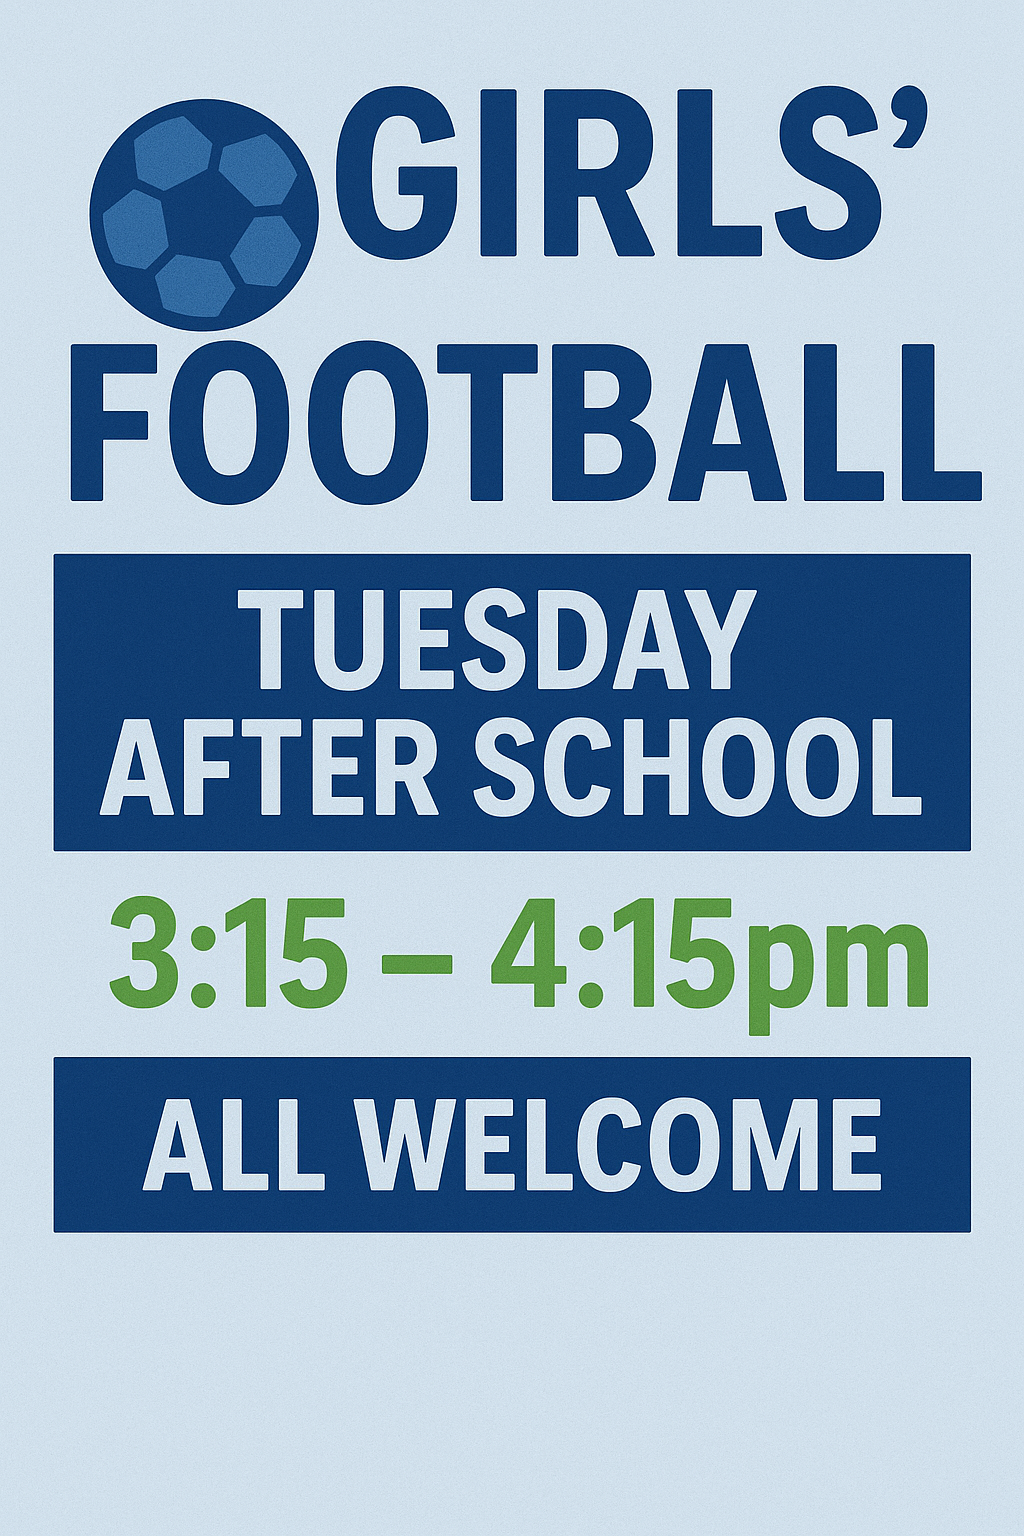 GIRLS’
FOOTBALL
TUESDAY
AFTER SCHOOL
3:15 – 4:15pm
ALL WELCOME